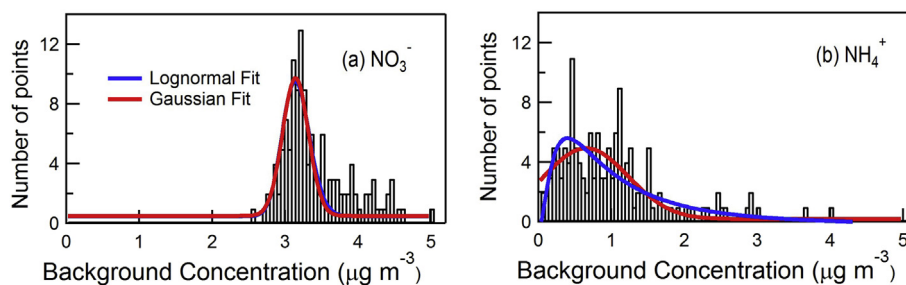 (a) NO₃⁻
Lognormal Fit
Gaussian Fit
Number of points
12
8
4
0
0 1 2 3 4 5
Background Concentration (μg m⁻³)
(b) NH₄⁺
Number of points
12
8
4
0
0 1 2 3 4 5
Background Concentration (μg m⁻³)